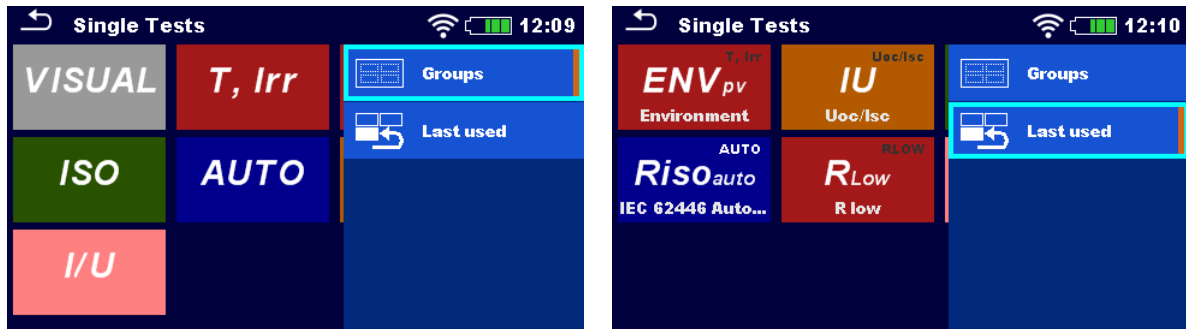 Single Tests 12:09
VISUAL T, Irr
Groups
Last used
ISO AUTO
I/U
Single Tests 12:10
T, Irr Uoc/Isc
ENVpv IU
Environment Uoc/Isc
Groups
Last used
AUTO RLOW
Risoauto RLow
IEC 62446 Auto... R low